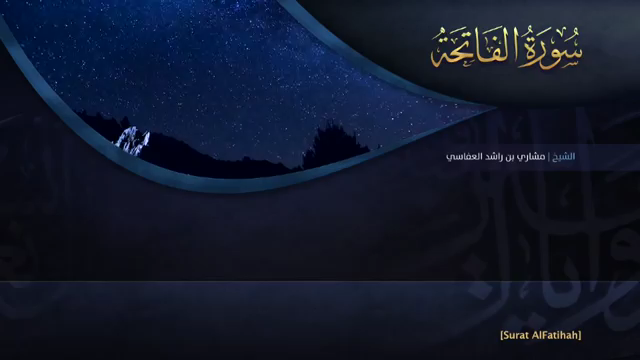 سُورَةُ الفَاتِحَةُ
الشيخ | مشاري بن راشد العفاسي
[Surat AlFatihah]